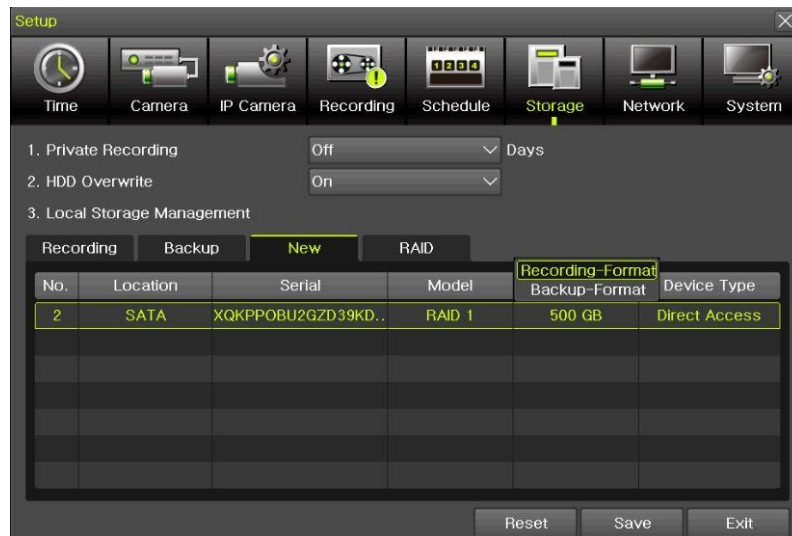 Setup
Time Camera IP Camera Recording Schedule Storage Network System
1. Private Recording Off Days
2. HDD Overwrite On
3. Local Storage Management
Recording Backup New RAID
Recording-Format
Backup-Format
No. Location Serial Model Device Type
2 SATA XQKPPOBU2GZD39KD.. RAID 1 500 GB Direct Access
Reset Save Exit